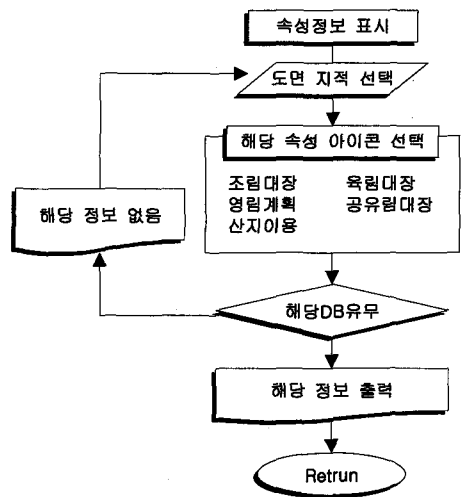 속성정보 표시
도면 지적 선택
해당 속성 아이콘 선택
조림대장 육림대장
영림계획 공유림대장
산지이용
해당 정보 없음
해당DB유무
해당 정보 출력
Retrun